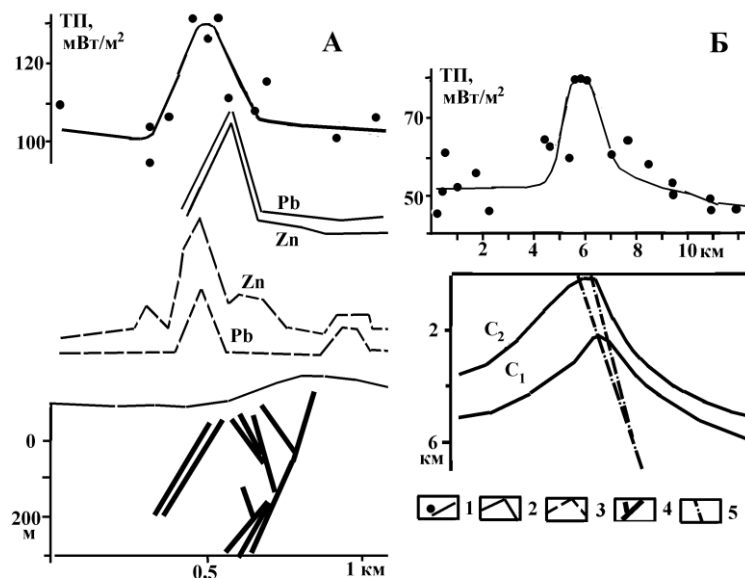 ТП,
мВт/м²
А
120
100
Pb
Zn
Zn
Pb
0
200
м
0,5
1 км
Б
ТП,
мВт/м²
70
50
2
4
6
8
10 км
C₂
C₁
2
6
км
1
2
3
4
5